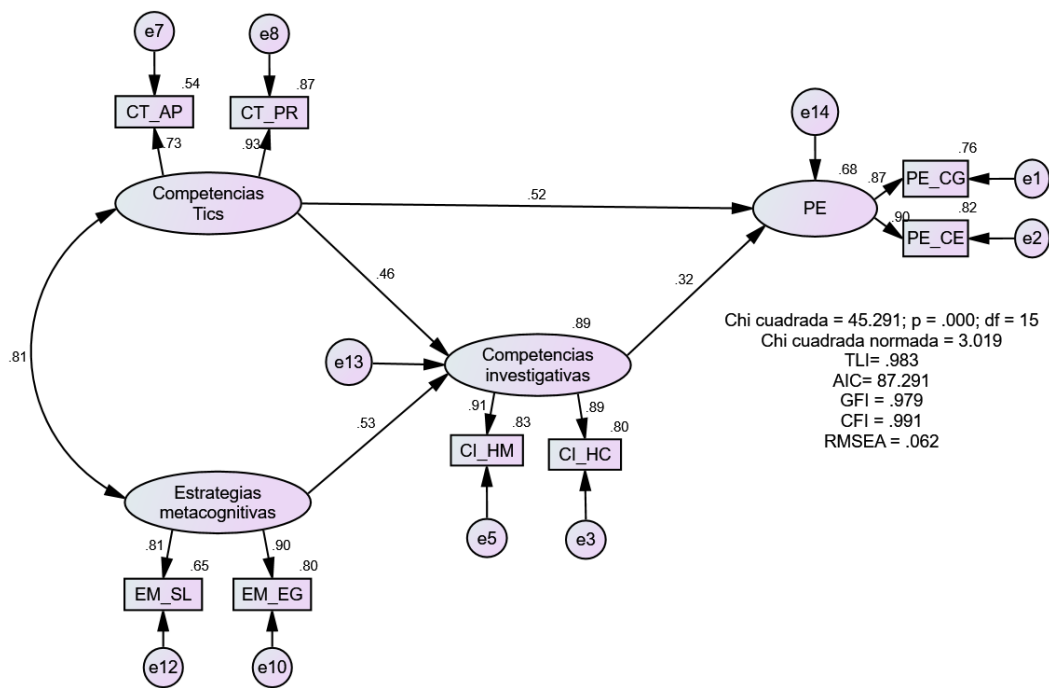 e7
e8
.54
.87
CT_AP
CT_PR
.73
.93
e14
Competencias
Tics
.52
.68
PE
.87
.76
PE_CG
e1
.90
.82
PE_CE
e2
.46
.32
.81
.89
e13
Competencias
investigativas
.53
.91
.83
CI_HM
.89
.80
CI_HC
e5
e3
Chi cuadrada = 45.291; p = .000; df = 15
Chi cuadrada normada = 3.019
TLI= .983
AIC= 87.291
GFI = .979
CFI = .991
RMSEA = .062
Estrategias
metacognitivas
.81
.65
EM_SL
.90
.80
EM_EG
e12
e10